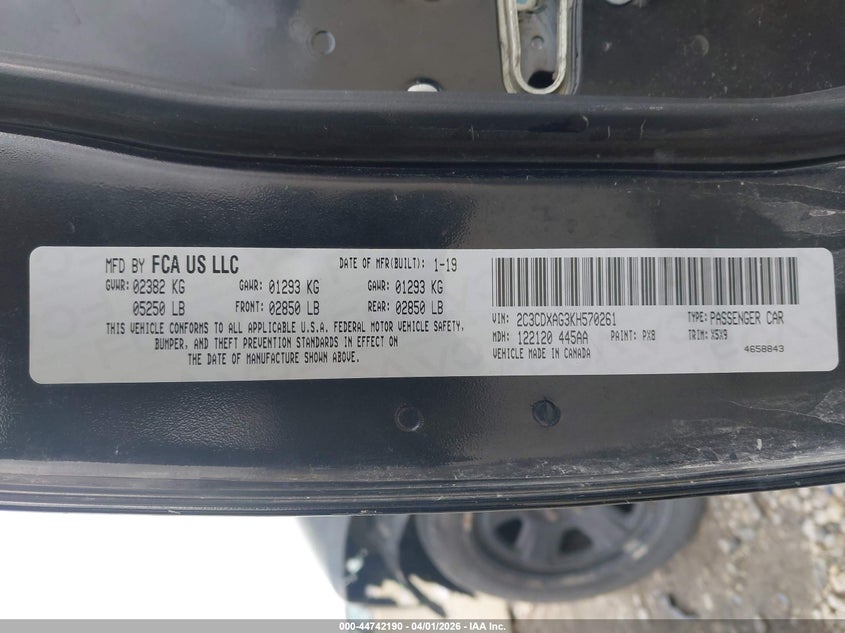 MFD BY FCA US LLC DATE OF MFR(BUILT): 1-19
GVWR: 02382 KG GAWR: 01293 KG GAWR: 01293 KG
05250 LB FRONT: 02850 LB REAR: 02850 LB
THIS VEHICLE CONFORMS TO ALL APPLICABLE U.S.A. FEDERAL MOTOR VEHICLE SAFETY,
BUMPER, AND THEFT PREVENTION STANDARDS IN EFFECT ON
THE DATE OF MANUFACTURE SHOWN ABOVE.
VIN: 2C3CDXAG3KH570261 TYPE: PASSENGER CAR
MDH: 122120 445AA PAINT: PX8 TRIM: X5X9
VEHICLE MADE IN CANADA 4658843
000-44742190 - 04/01/2026 - IAA Inc.